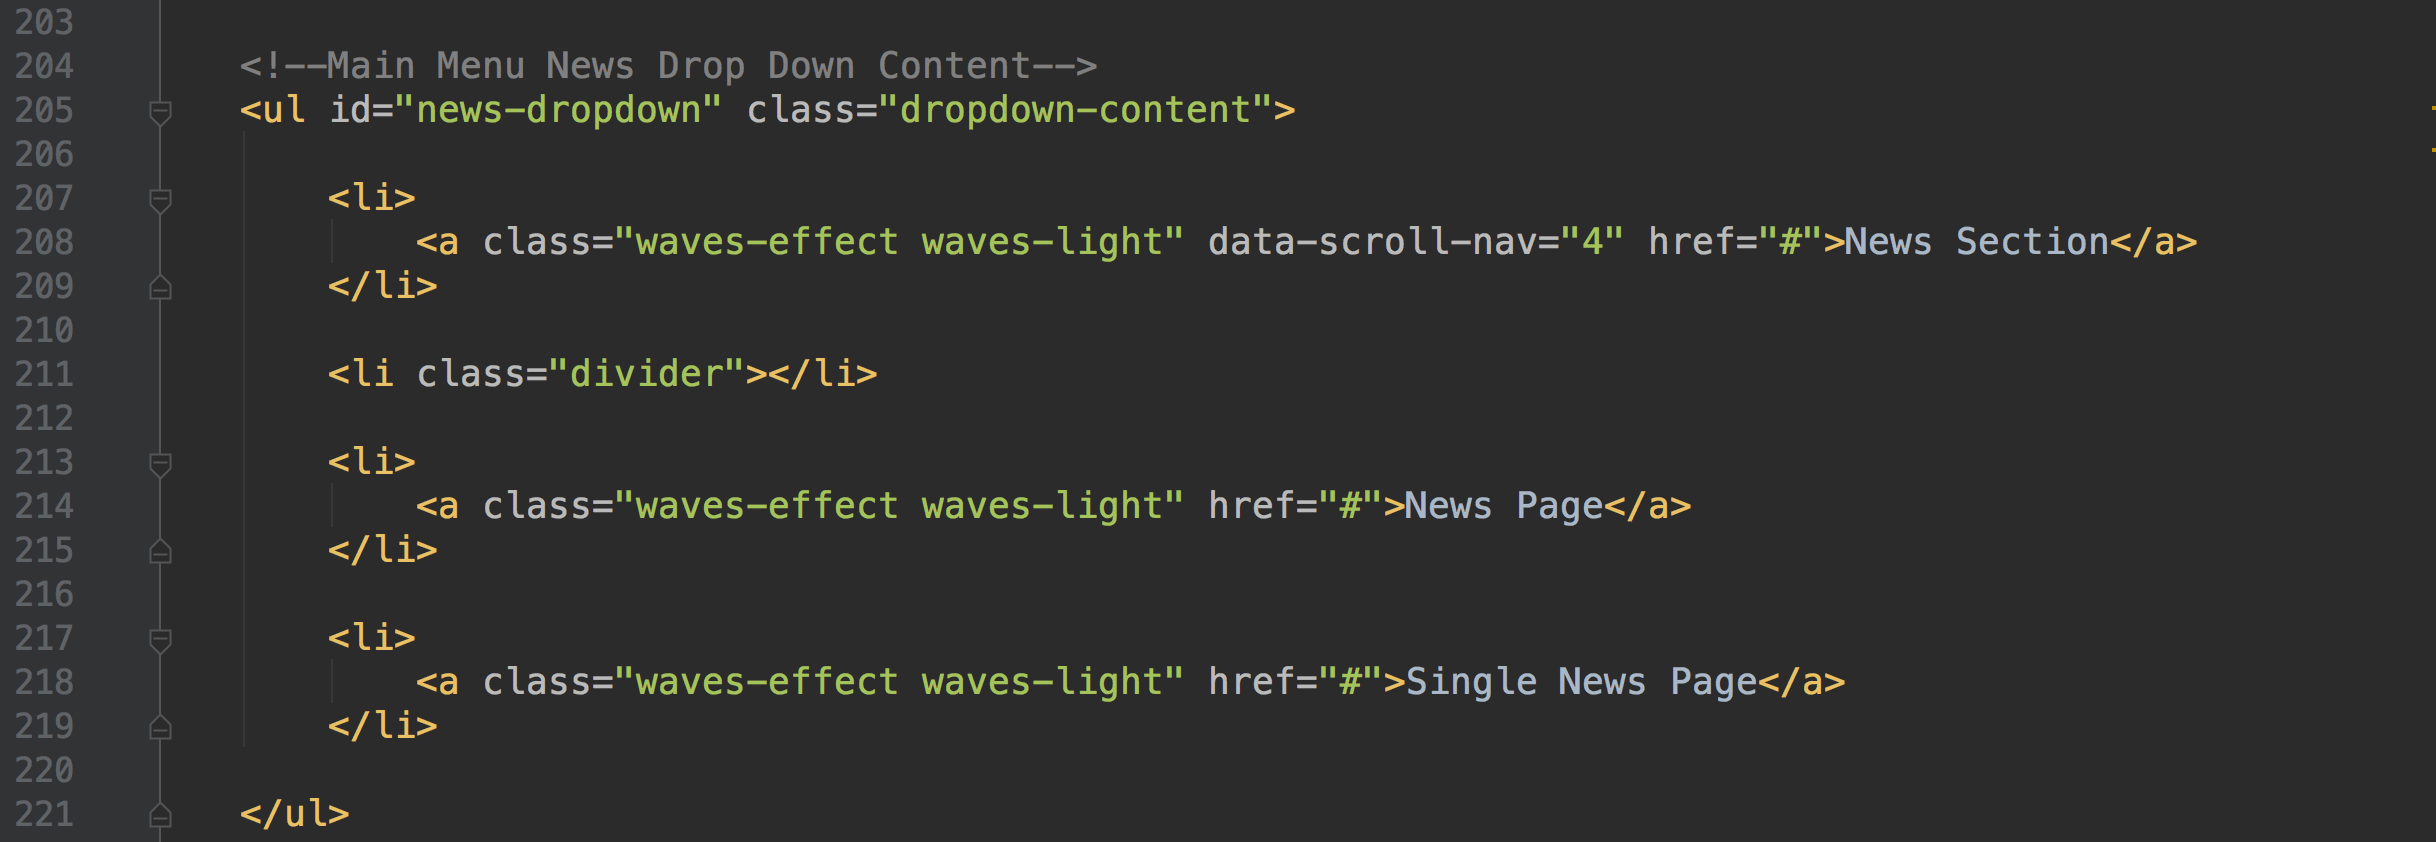 203
204 <!--Main Menu News Drop Down Content-->
205 <ul id="news-dropdown" class="dropdown-content">
206
207 <li>
208 <a class="waves-effect waves-light" data-scroll-nav="4" href="#">News Section</a>
209 </li>
210
211 <li class="divider"></li>
212
213 <li>
214 <a class="waves-effect waves-light" href="#">News Page</a>
215 </li>
216
217 <li>
218 <a class="waves-effect waves-light" href="#">Single News Page</a>
219 </li>
220
221 </ul>